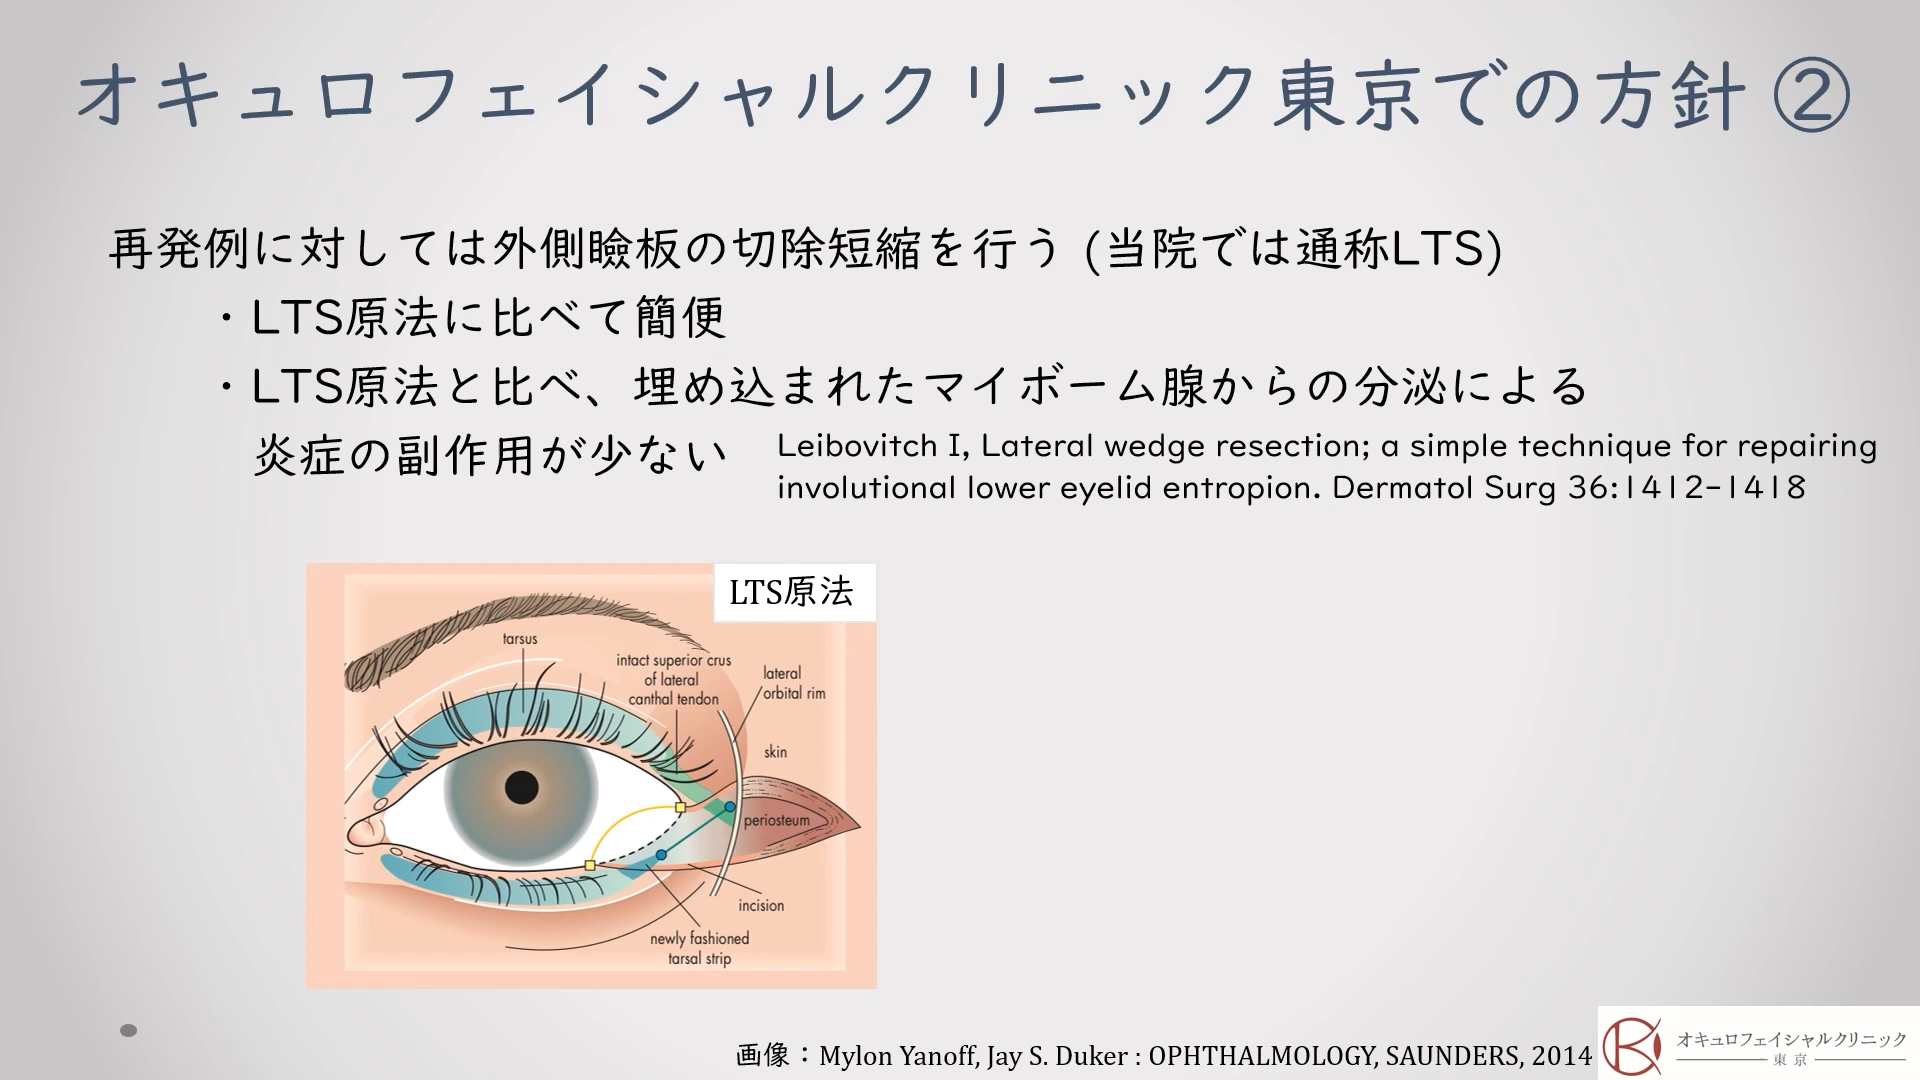 オキュロフェイシャルクリニック東京での方針 ②
再発例に対しては外側瞼板の切除短縮を行う (当院では通称LTS)
・LTS原法に比べて簡便
・LTS原法と比べ、埋め込まれたマイボーム腺からの分泌による
炎症の副作用が少ない
Leibovitch I, Lateral wedge resection; a simple technique for repairing
involutional lower eyelid entropion. Dermatol Surg 36:1412–1418
LTS原法
tarsus
intact superior crus
of lateral
canthal tendon
lateral
orbital rim
skin
periosteum
incision
newly fashioned
tarsal strip
画像：Mylon Yanoff, Jay S. Duker : OPHTHALMOLOGY, SAUNDERS, 2014
オキュロフェイシャルクリニック
東京